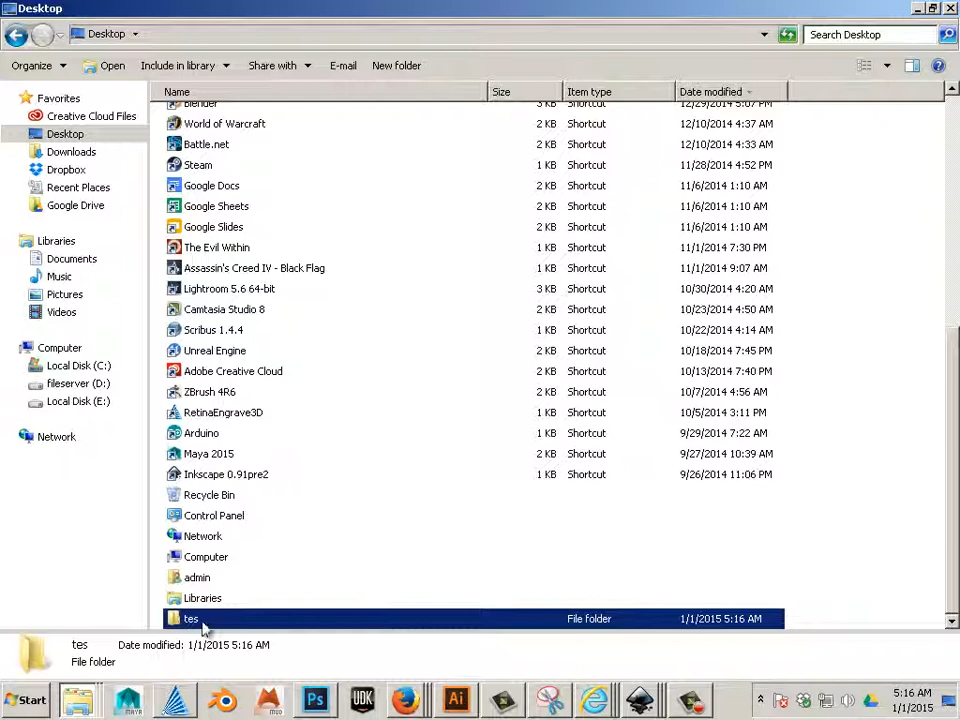 Desktop
Desktop
Search Desktop
Organize Open Include in library Share with E-mail New folder
Name Size Item type Date modified
Favorites
Creative Cloud Files
Desktop
Downloads
Dropbox
Recent Places
Google Drive
Libraries
Documents
Music
Pictures
Videos
Computer
Local Disk (C:)
fileserver (D:)
Local Disk (E:)
Network
Blender 3 KB Shortcut 12/29/2014 5:07 PM
World of Warcraft 2 KB Shortcut 12/10/2014 4:37 AM
Battle.net 2 KB Shortcut 12/10/2014 4:33 AM
Steam 1 KB Shortcut 11/28/2014 4:52 PM
Google Docs 2 KB Shortcut 11/6/2014 1:10 AM
Google Sheets 2 KB Shortcut 11/6/2014 1:10 AM
Google Slides 2 KB Shortcut 11/6/2014 1:10 AM
The Evil Within 1 KB Shortcut 11/1/2014 7:30 PM
Assassin's Creed IV - Black Flag 1 KB Shortcut 11/1/2014 9:07 AM
Lightroom 5.6 64-bit 3 KB Shortcut 10/30/2014 4:20 AM
Camtasia Studio 8 2 KB Shortcut 10/23/2014 4:50 AM
Scribus 1.4.4 1 KB Shortcut 10/22/2014 4:14 AM
Unreal Engine 2 KB Shortcut 10/18/2014 7:45 PM
Adobe Creative Cloud 2 KB Shortcut 10/13/2014 7:40 PM
ZBrush 4R6 2 KB Shortcut 10/7/2014 4:56 AM
RetinaEngrave3D 1 KB Shortcut 10/5/2014 3:11 PM
Arduino 1 KB Shortcut 9/29/2014 7:22 AM
Maya 2015 2 KB Shortcut 9/27/2014 10:39 AM
Inkscape 0.91pre2 1 KB Shortcut 9/26/2014 11:06 PM
Recycle Bin
Control Panel
Network
Computer
admin
Libraries
tes File folder 1/1/2015 5:16 AM
tes Date modified: 1/1/2015 5:16 AM
File folder
Start
MAYA
MUD
Ps
UDK
Ai
5:16 AM
1/1/2015